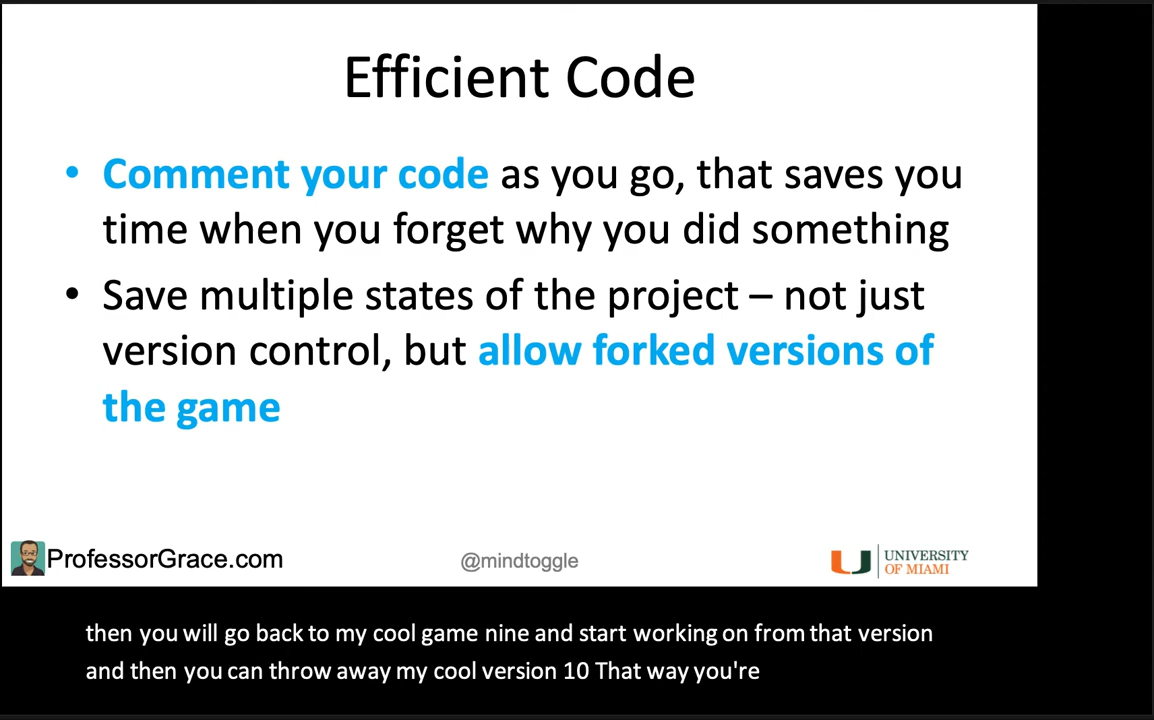 Efficient Code
• Comment your code as you go, that saves you
time when you forget why you did something
• Save multiple states of the project – not just
version control, but allow forked versions of
the game
ProfessorGrace.com
@mindtoggle
UNIVERSITY
OF MIAMI
then you will go back to my cool game nine and start working on from that version
and then you can throw away my cool version 10 That way you're